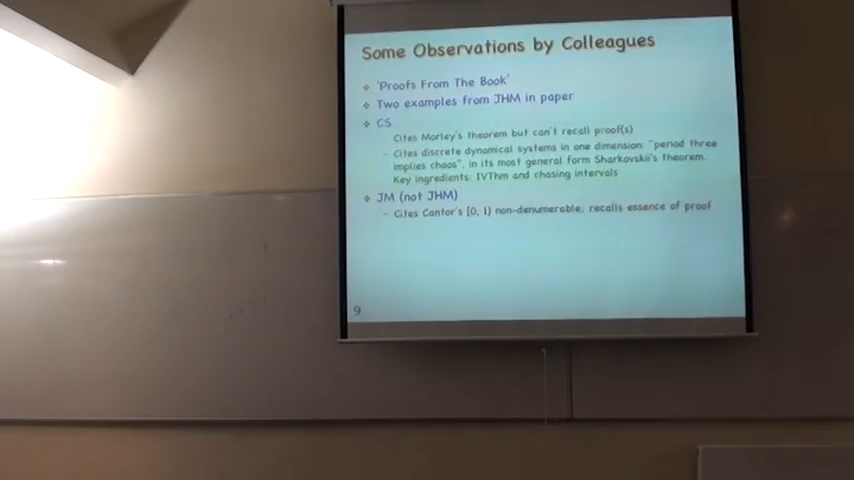 Some Observations by Colleagues
'Proofs From The Book'
Two examples from JHM in paper
CS
- Cites Morley's theorem but can't recall proof(s)
- Cites discrete dynamical systems in one dimension: "period three
implies chaos", in its most general form Sharkovskii's Theorem.
Key ingredients: IVThm and chasing intervals
JM (not JHM)
- Cites Cantor's [0, 1) non-denumerable, recalls essence of proof
9